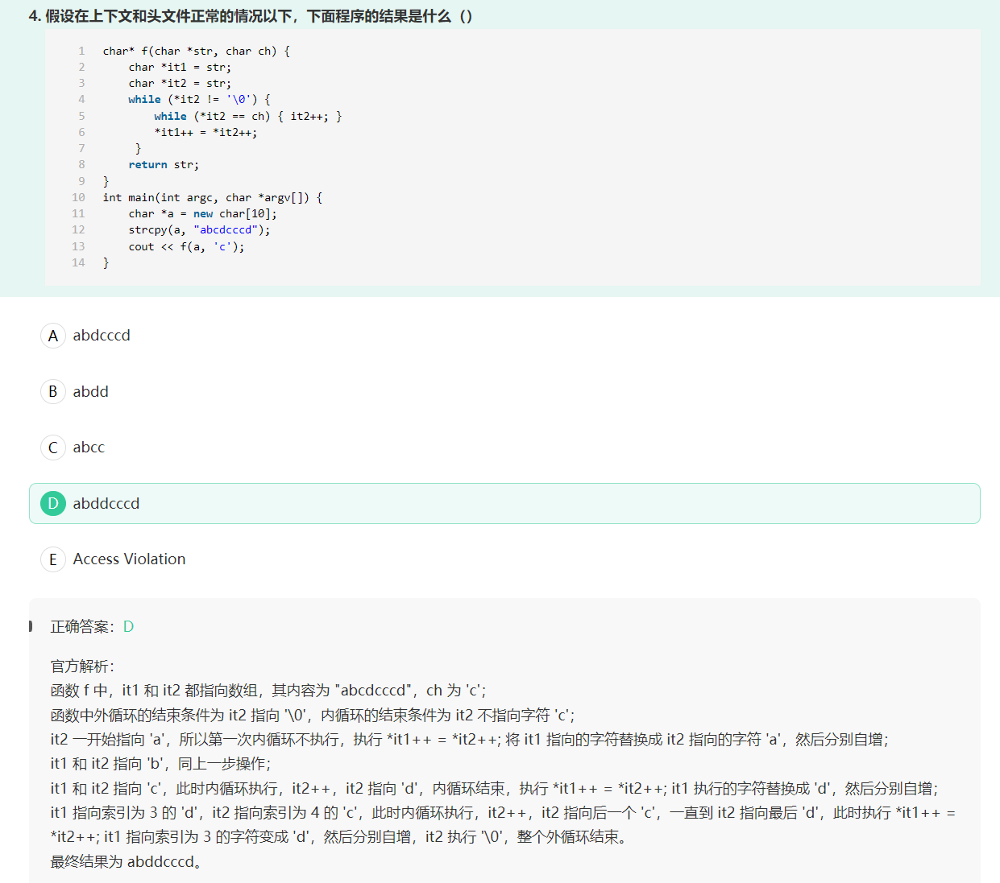 4. 假设在上下文和头文件正常的情况以下，下面程序的结果是什么（）
1 char* f(char *str, char ch) {
2 char *it1 = str;
3 char *it2 = str;
4 while (*it2 != '\0') {
5 while (*it2 == ch) { it2++; }
6 *it1++ = *it2++;
7 }
8 return str;
9 }
10 int main(int argc, char *argv[]) {
11 char *a = new char[10];
12 strcpy(a, "abcdcccd");
13 cout << f(a, 'c');
14 }
A abdcccd
B abdd
C abcc
D abddcccd
E Access Violation
正确答案：D
官方解析：
函数 f 中，it1 和 it2 都指向数组，其内容为 "abcdcccd"，ch 为 'c'；
函数中外循环的结束条件为 it2 指向 '\0'，内循环的结束条件为 it2 不指向字符 'c'；
it2 一开始指向 'a'，所以第一次内循环不执行，执行 *it1++ = *it2++; 将 it1 指向的字符替换成 it2 指向的字符 'a'，然后分别自增；
it1 和 it2 指向 'b'，同上一步操作；
it1 和 it2 指向 'c'，此时内循环执行，it2++，it2 指向 'd'，内循环结束，执行 *it1++ = *it2++; it1 执行的字符替换成 'd'，然后分别自增；
it1 指向索引为 3 的 'd'，it2 指向索引为 4 的 'c'，此时内循环执行，it2++，it2 指向后一个 'c'，一直到 it2 指向最后 'd'，此时执行 *it1++ =
*it2++; it1 指向索引为 3 的字符变成 'd'，然后分别自增，it2 执行 '\0'，整个外循环结束。
最终结果为 abddcccd。